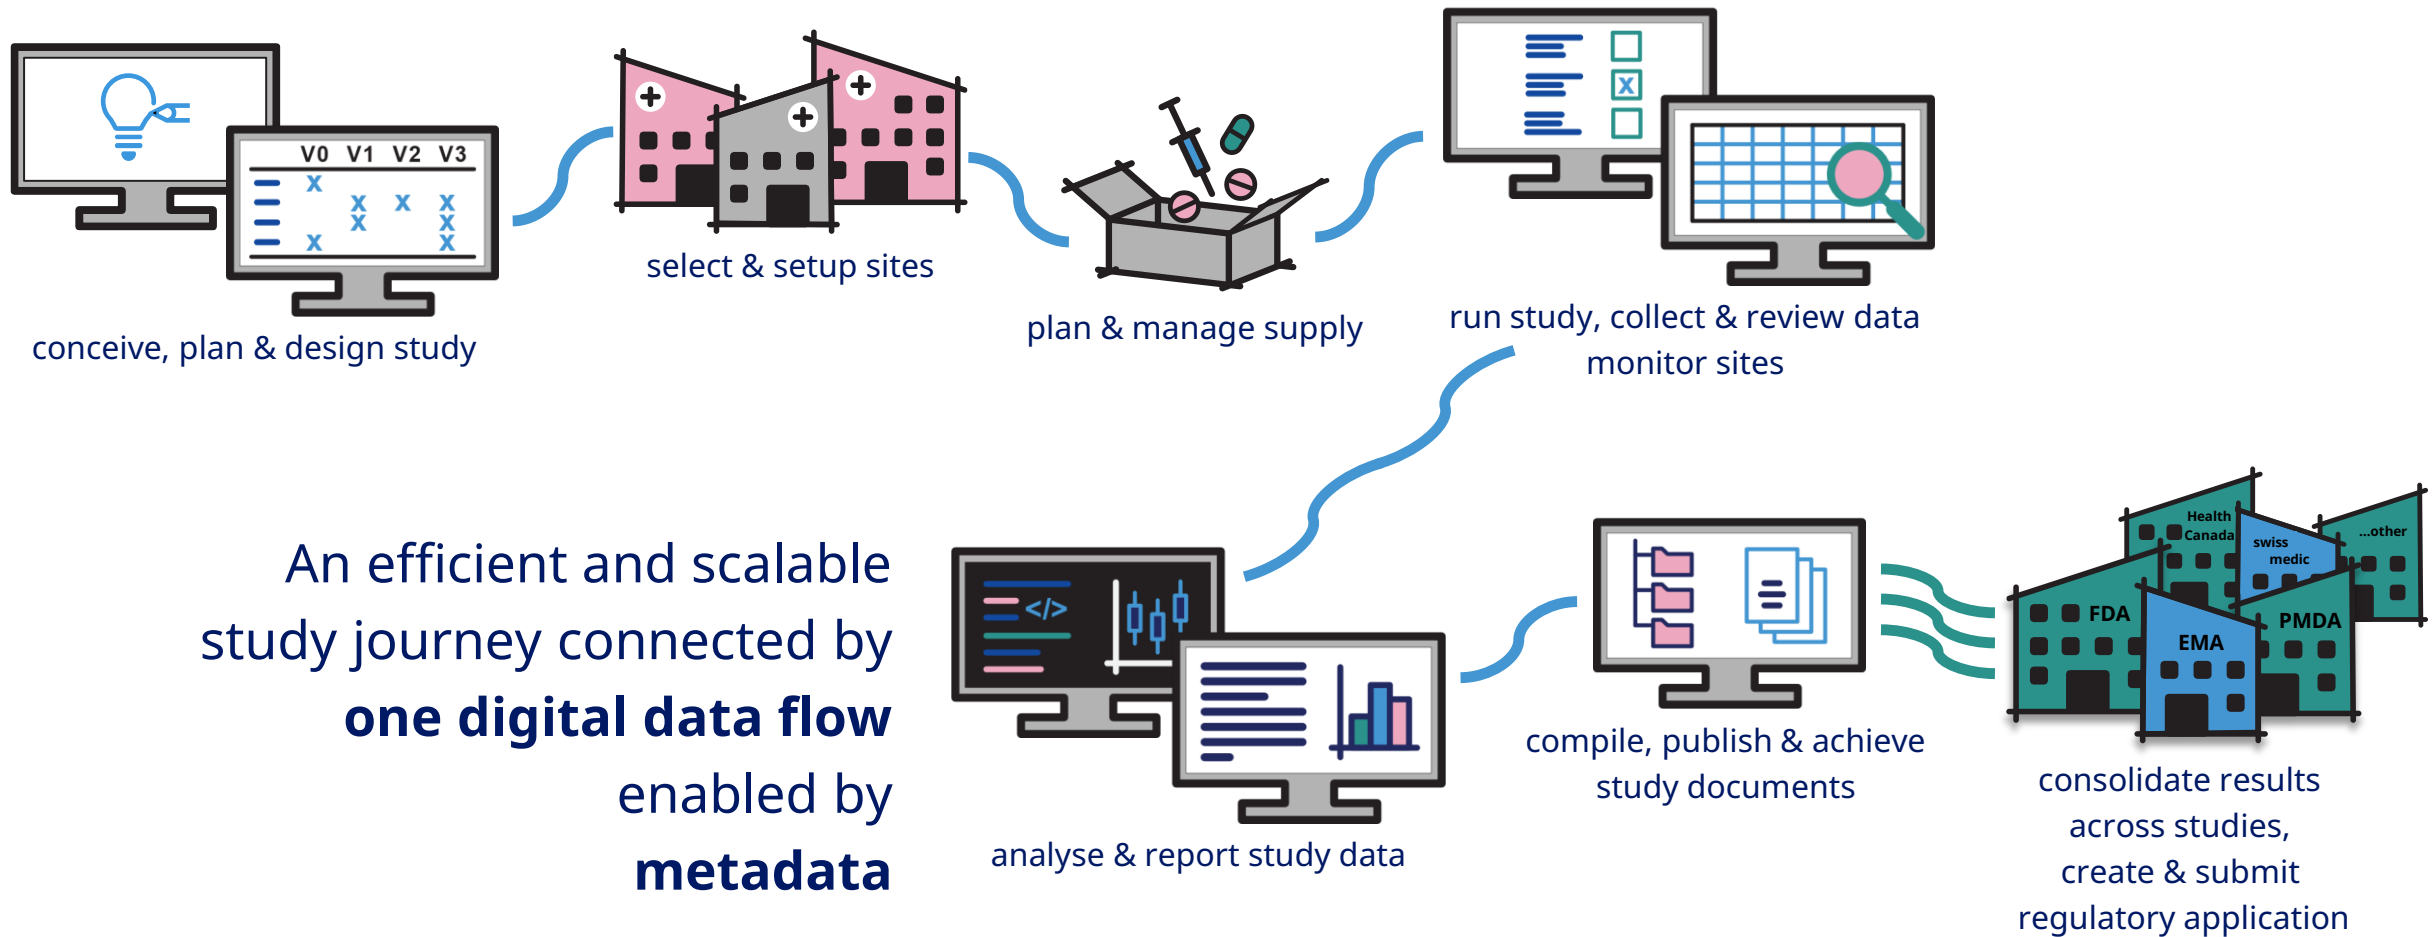 V0 V1 V2 V3
X
X X X
X X
X X
conceive, plan & design study
select & setup sites
plan & manage supply
X
run study, collect & review data
monitor sites
An efficient and scalable
study journey connected by
one digital data flow
enabled by
metadata
</>
analyse & report study data
compile, publish & achieve
study documents
Health
Canada
swiss
medic
...other
FDA
EMA
PMDA
consolidate results
across studies,
create & submit
regulatory application